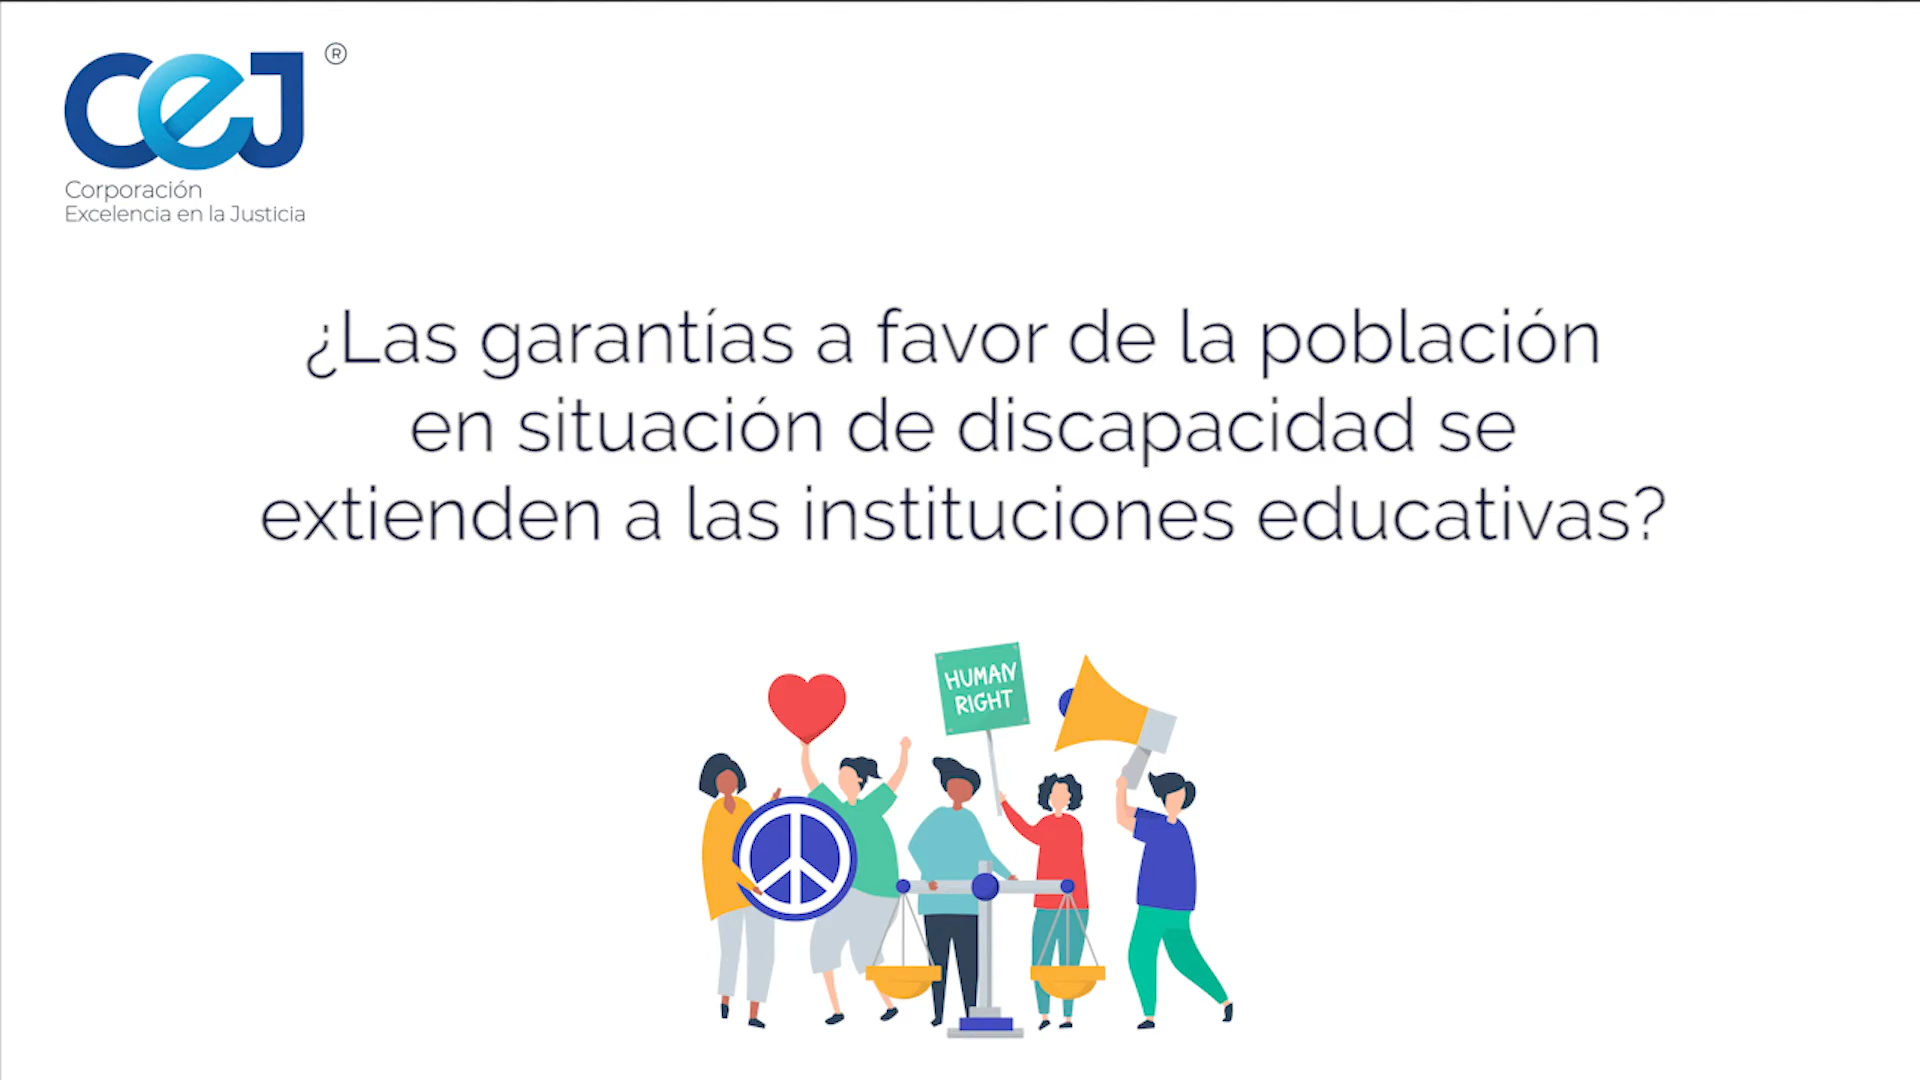 ceJ ®
Corporación
Excelencia en la Justicia
¿Las garantías a favor de la población
en situación de discapacidad se
extienden a las instituciones educativas?
HUMAN
RIGHT